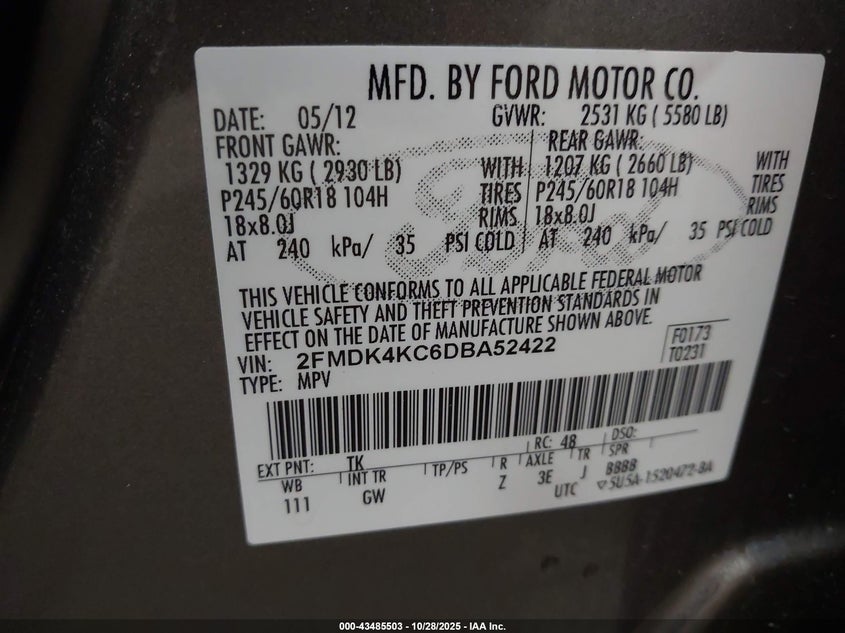 MFD. BY FORD MOTOR CO.
DATE: 05/12 GVWR: 2531 KG ( 5580 LB)
FRONT GAWR: REAR GAWR:
1329 KG ( 2930 LB) WITH 1207 KG ( 2660 LB) WITH
P245/60R18 104H TIRES P245/60R18 104H TIRES
18x8.0J RIMS 18x8.0J RIMS
AT 240 kPa/ 35 PSI COLD AT 240 kPa/ 35 PSI COLD
Ford
THIS VEHICLE CONFORMS TO ALL APPLICABLE FEDERAL MOTOR
VEHICLE SAFETY AND THEFT PREVENTION STANDARDS IN
EFFECT ON THE DATE OF MANUFACTURE SHOWN ABOVE.
VIN: 2FMDK4KC6DBA52422 F0173
TYPE: MPV T0231
EXT PNT: TK RC: 48 DSO:
WB INT TR TP/PS R AXLE TR SPR
111 GW Z 3E J BBBB
UTC ▽5U5A-1520472-BA
000-43485503 - 10/28/2025 - IAA Inc.